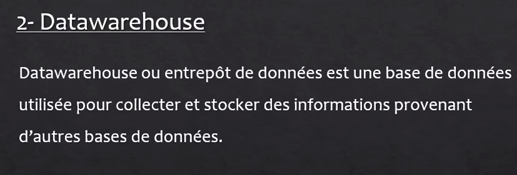 2- Datawarehouse
Datawarehouse ou entrepôt de données est une base de données
utilisée pour collecter et stocker des informations provenant
d’autres bases de données.